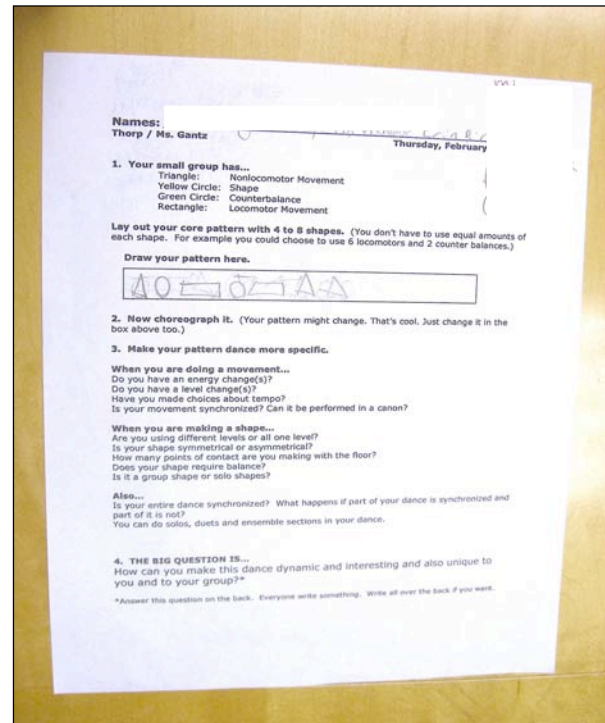 Names:
Thorp / Ms. Gantz
Thursday, February
1. Your small group has...
Triangle: Nonlocomotor Movement
Yellow Circle: Shape
Green Circle: Counterbalance
Rectangle: Locomotor Movement
Lay out your core pattern with 4 to 8 shapes. (You don't have to use equal amounts of
each shape. For example you could choose to use 6 locomotors and 2 counter balances.)
Draw your pattern here.
2. Now choreograph it. (Your pattern might change. That's cool. Just change it in the
box above too.)
3. Make your pattern dance more specific.
When you are doing a movement...
Do you have an energy change(s)?
Do you have a level change(s)?
Have you made choices about tempo?
Is your movement synchronized? Can it be performed in a canon?
When you are making a shape...
Are you using different levels or all one level?
Is your shape symmetrical or asymmetrical?
How many points of contact are you making with the floor?
Does your shape require balance?
Is it a group shape or solo shapes?
Also...
Is your entire dance synchronized? What happens if part of your dance is synchronized and
part of it is not?
You can do solos, duets and ensemble sections in your dance.
4. THE BIG QUESTION IS...
How can you make this dance dynamic and interesting and also unique to
you and to your group?*
*Answer this question on the back. Everyone write something. Write all over the back if you want.